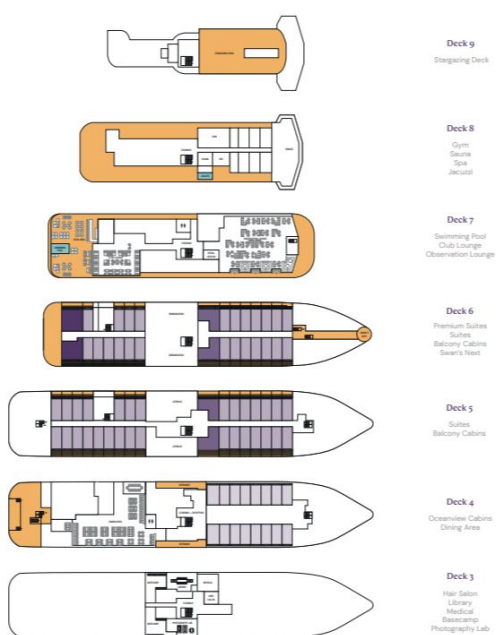 Deck 9
Stargazing Deck
Deck 8
Gym
Sauna
Spa
Jacuzzi
Deck 7
Swimming Pool
Club Lounge
Observation Lounge
Deck 6
Premium Suites
Suites
Balcony Cabins
Swan's Next
Deck 5
Suites
Balcony Cabins
Deck 4
Oceanview Cabins
Dining Area
Deck 3
Hair Salon
Library
Medical
Basecamp
Photography Lab